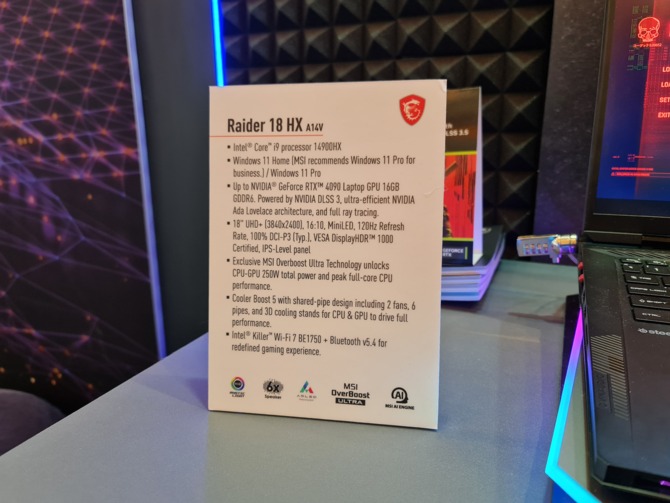 Raider 18 HX A14V
• Intel® Core™ i9 processor 14900HX
• Windows 11 Home (MSI recommends Windows 11 Pro for
business.) / Windows 11 Pro
• Up to NVIDIA® GeForce RTX™ 4090 Laptop GPU 16GB
GDDR6. Powered by NVIDIA DLSS 3, ultra-efficient NVIDIA
Ada Lovelace architecture, and full ray tracing.
• 18" UHD+ (3840x2400), 16:10, MiniLED, 120Hz Refresh
Rate, 100% DCI-P3 (Typ.), VESA DisplayHDR™ 1000
Certified, IPS-Level panel
• Exclusive MSI Overboost Ultra Technology unlocks
CPU-GPU 250W total power and peak full-core CPU
performance.
• Cooler Boost 5 with shared-pipe design including 2 fans, 6
pipes, and 3D cooling stands for CPU & GPU to drive full
performance.
• Intel® Killer™ Wi-Fi 7 BE1750 + Bluetooth v5.4 for
redefined gaming experience.
6X
Speaker
MSI
OverBoost
ULTRA
AI
MSI AI ENGINE